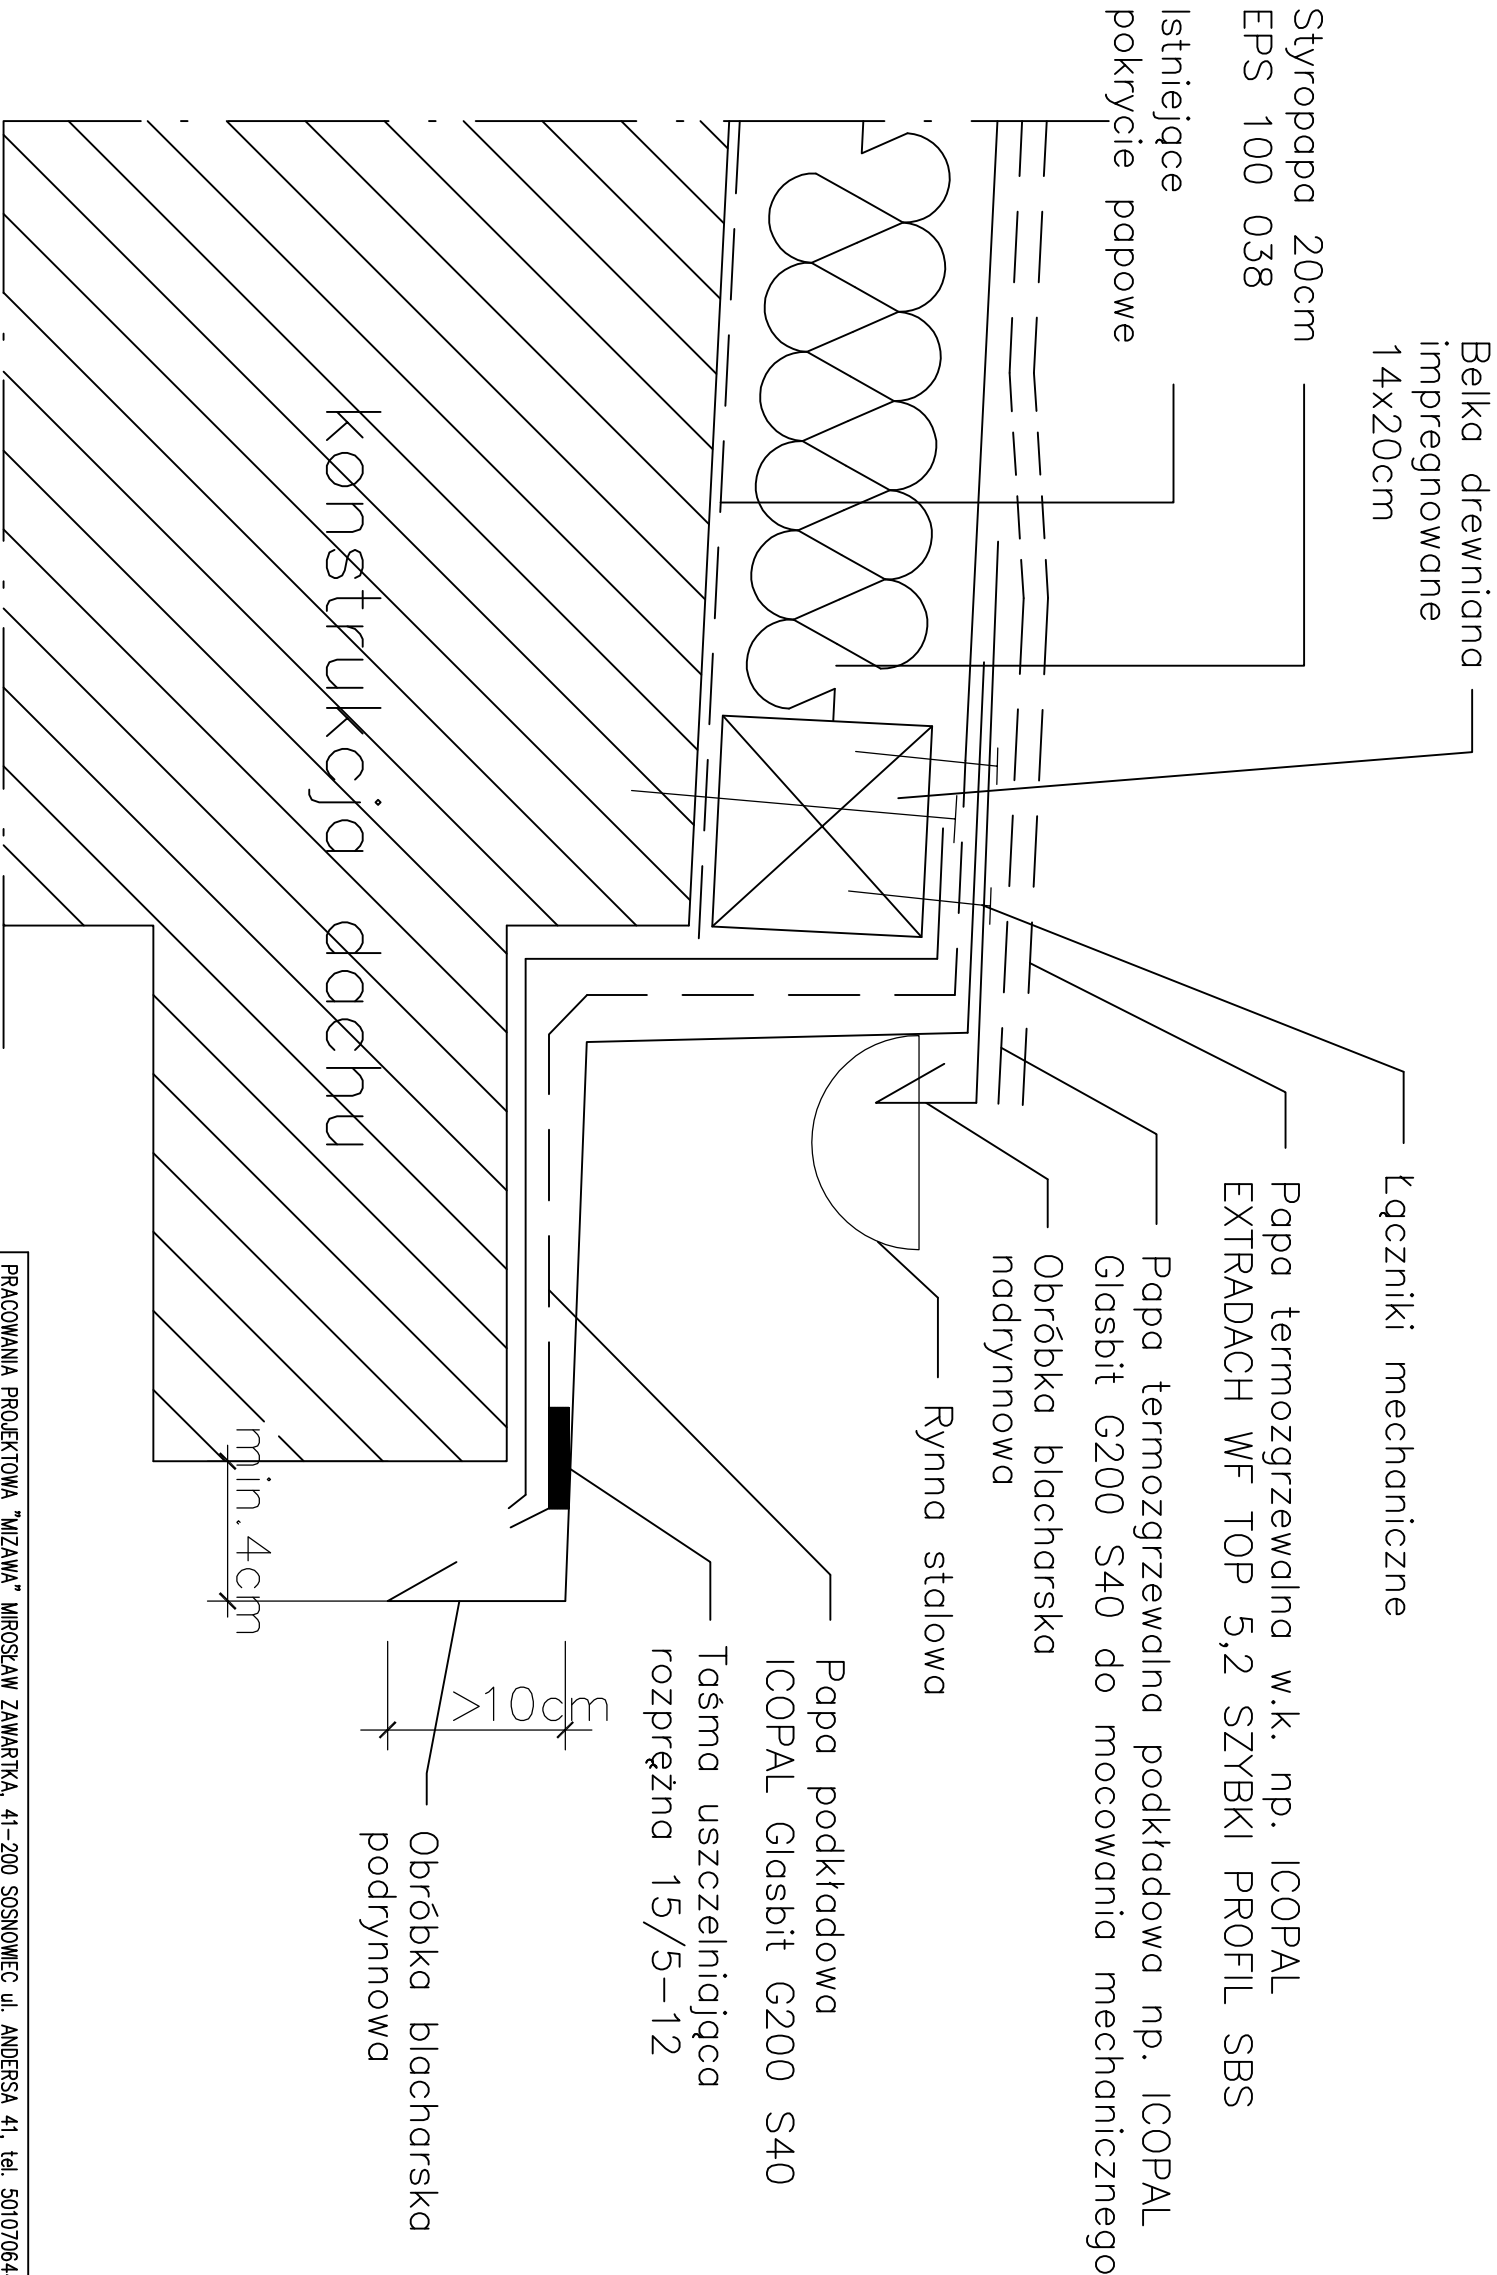 Belka drewniana
impregnowane
14x20cm
Styropapa 20cm
EPS 100 038
Istniejące
pokrycie papowe
Łączniki mechaniczne
Papa termozgrzewalna w.k. np. ICOPAL
EXTRADACH WF TOP 5,2 SZYBKI PROFIL SBS
Papa termozgrzewalna podkładowa np. ICOPAL
Glasbit G200 S40 do mocowania mechanicznego
Obróbka blacharska
nadrynnowa
Rynna stalowa
Papa podkładowa
ICOPAL Glasbit G200 S40
Taśma uszczelniająca
rozprężna 15/5-12
>10cm
Obróbka blacharska
podrynnowa
konstrukcja dachu
min.4cm
PRACOWANIA PROJEKTOWA "MIZAWA" MIROSŁAW ZAWARTKA, 41-200 SOSNOWIEC ul. ANDERSA 41, tel.